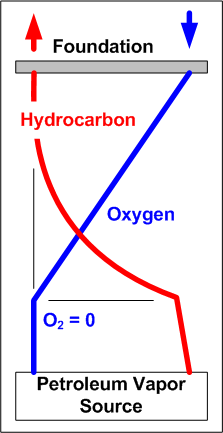 Foundation
Hydrocarbon
Oxygen
O₂ = 0
Petroleum Vapor
Source